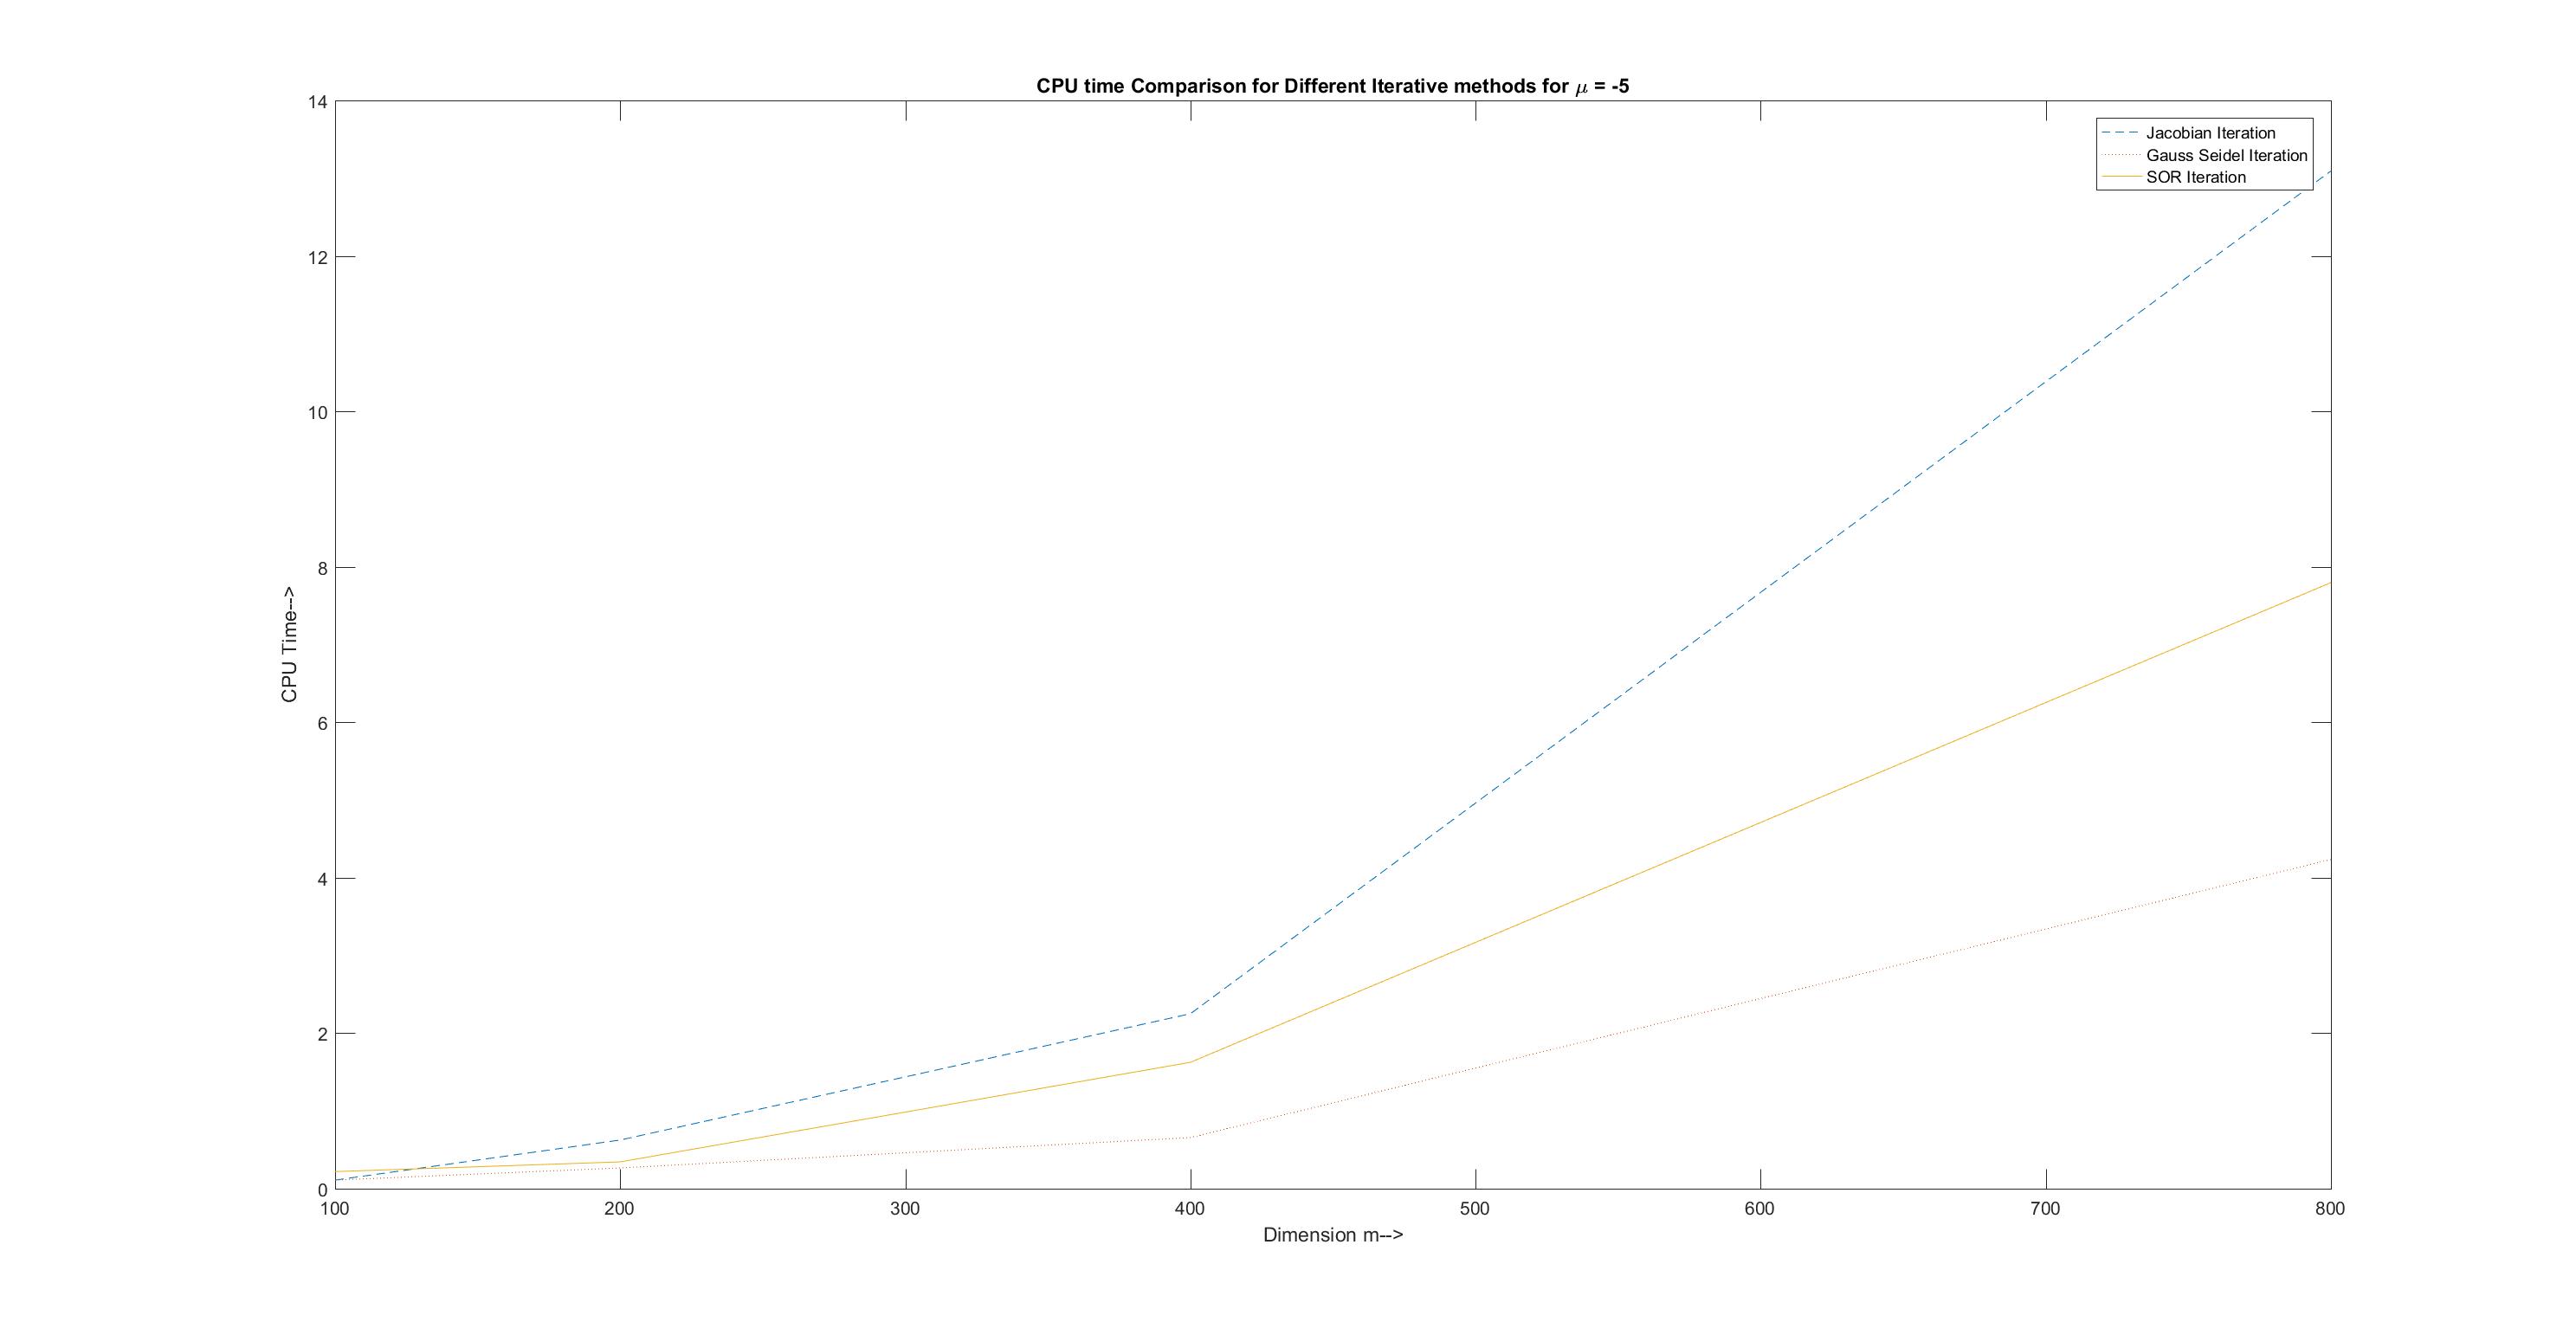 CPU time Comparison for Different Iterative methods for μ = -5
14
12
10
8
6
4
2
0
CPU Time-->
Jacobian Iteration
Gauss Seidel Iteration
SOR Iteration
100 200 300 400 500 600 700 800
Dimension m-->